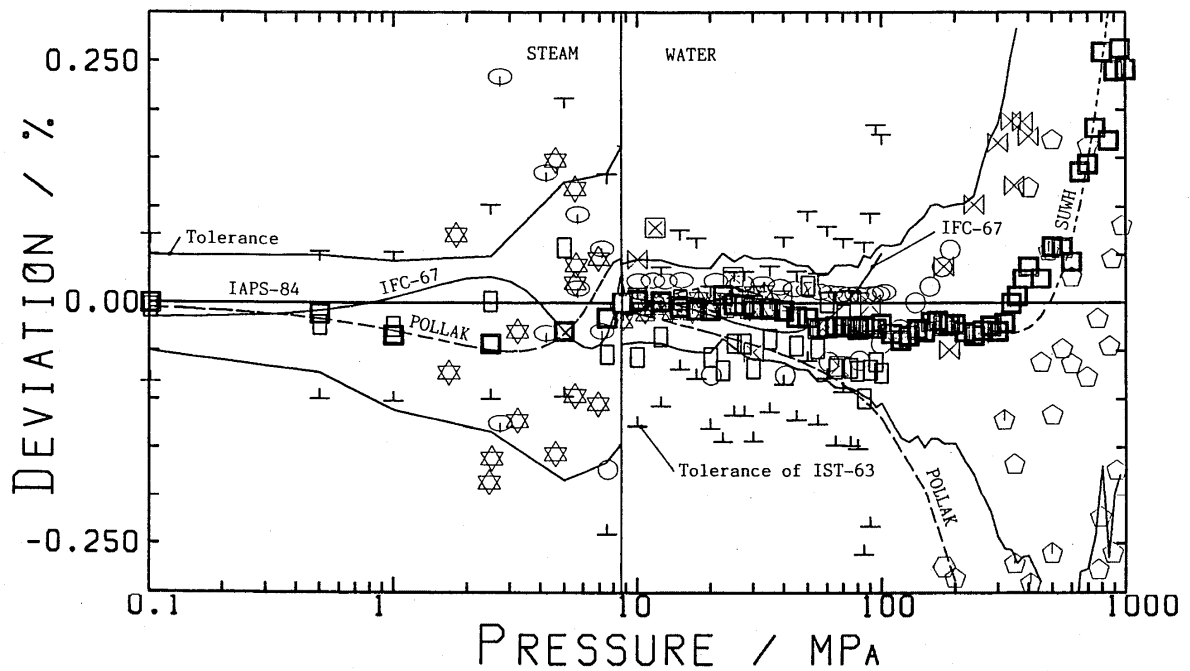 0.250
STEAM
WATER
DEVIATION / %
Tolerance
IFC-67
SUWH
IAPS-84
IFC-67
0.00
POLLAK
Tolerance of IST-63
POLLAK
-0.250
0.1
1
10
100
1000
PRESSURE / MPA